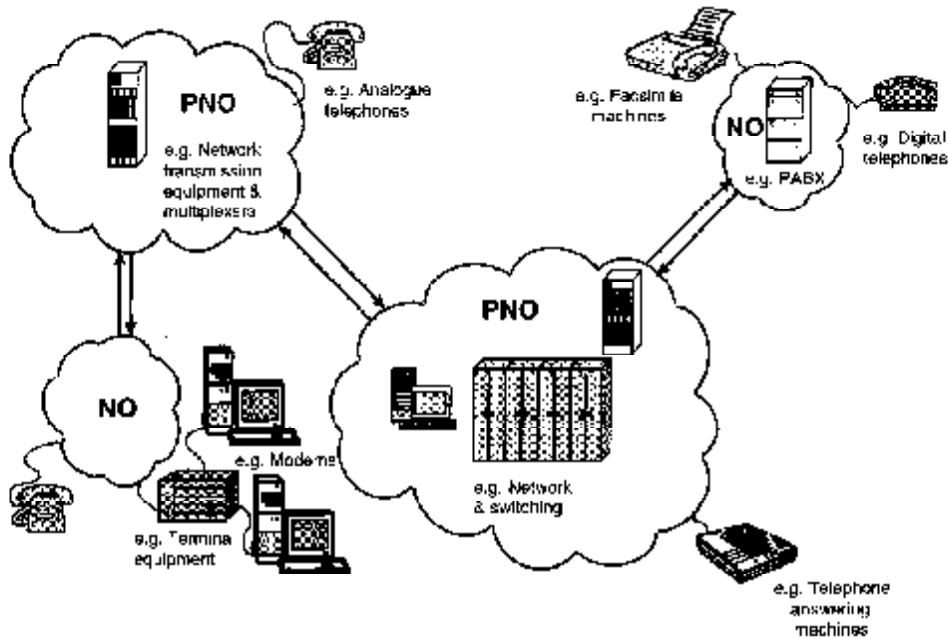 PNO
e.g. Network
transmission
equipment &
multiplexers
e.g. Analogue
telephones
e.g. Facsimile
machines
NO
e.g. PABX
e.g. Digital
telephones
PNO
e.g. Network
& switching
NO
e.g. Modems
e.g. Terminal
equipment
e.g. Telephone
answering
machines